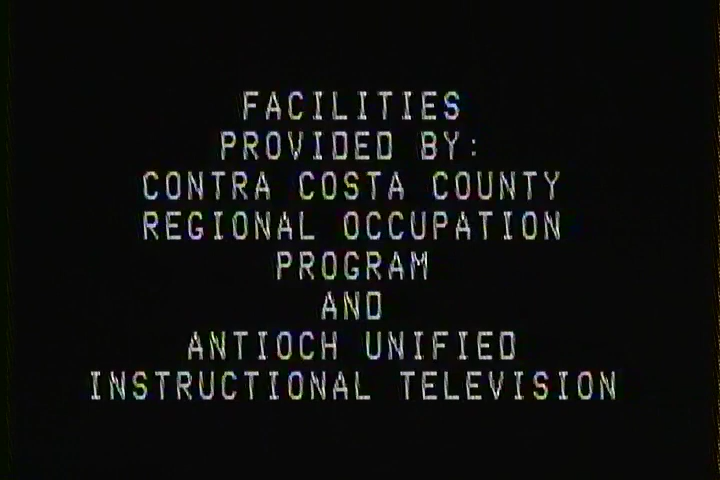 FACILITIES
PROVIDED BY:
CONTRA COSTA COUNTY
REGIONAL OCCUPATION
PROGRAM
AND
ANTIOCH UNIFIED
INSTRUCTIONAL TELEVISION